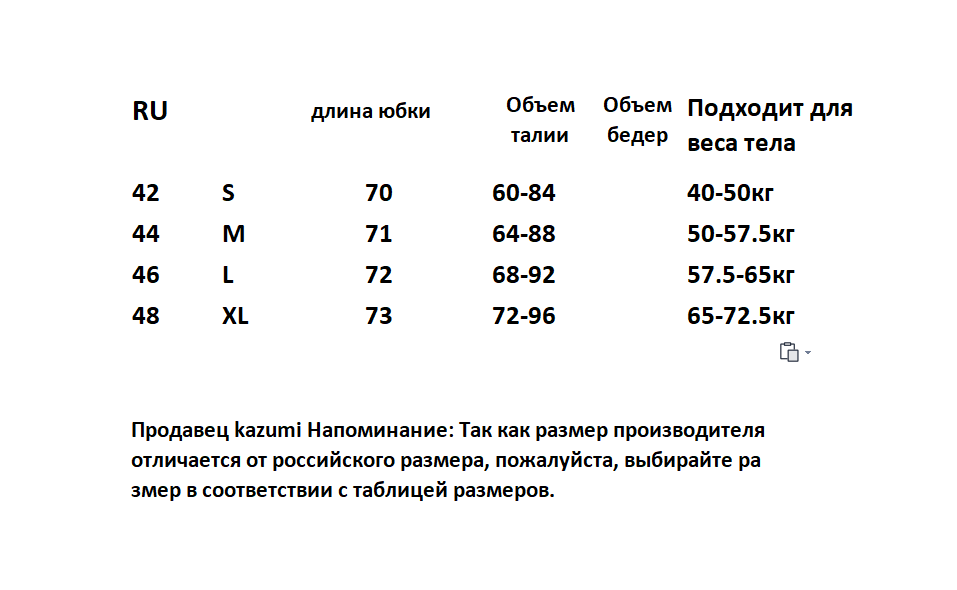 RU длина юбки Объем талии Объем бедер Подходит для веса тела
42 S 70 60-84 40-50кг
44 M 71 64-88 50-57.5кг
46 L 72 68-92 57.5-65кг
48 XL 73 72-96 65-72.5кг
Продавец kazumi Напоминание: Так как размер производителя
отличается от российского размера, пожалуйста, выбирайте ра
змер в соответствии с таблицей размеров.